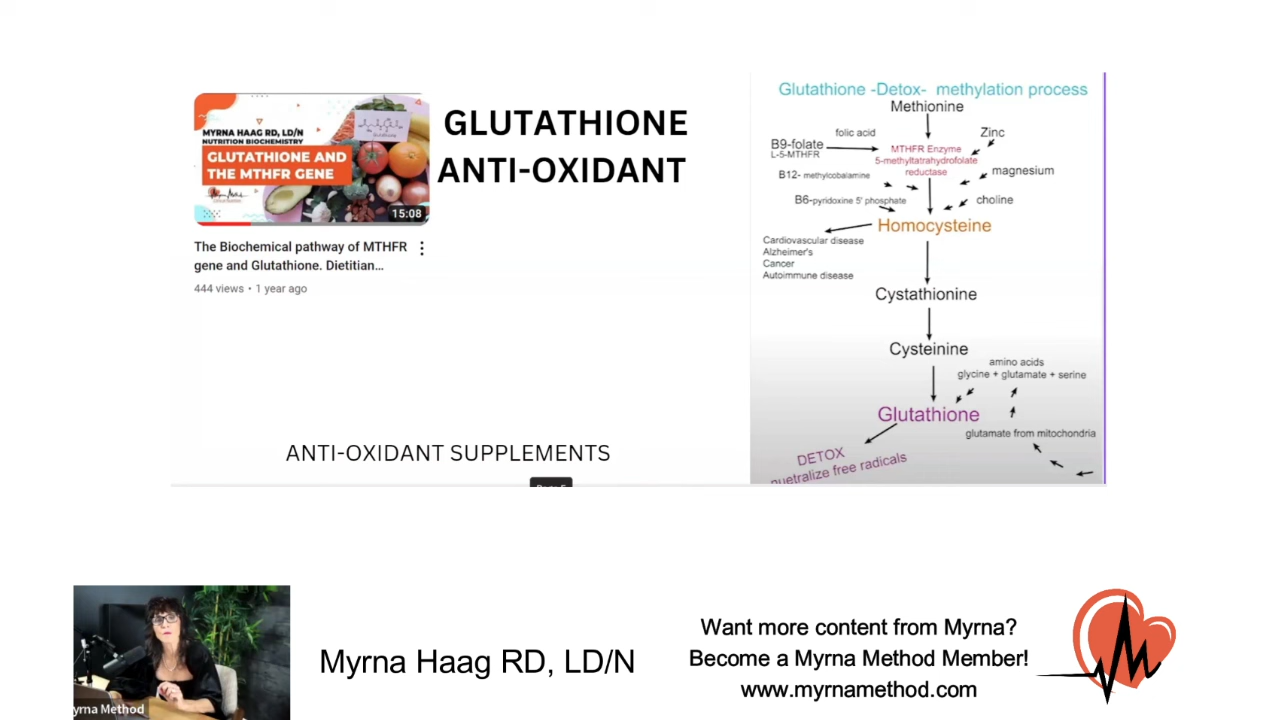 MYRNA HAAG RD, LD/N
NUTRITION BIOCHEMISTRY
GLUTATHIONE AND
THE MTHFR GENE
15:08
The Biochemical pathway of MTHFR
gene and Glutathione. Dietitian...
444 views • 1 year ago
GLUTATHIONE
ANTI-OXIDANT
ANTI-OXIDANT SUPPLEMENTS
Glutathione -Detox- methylation process
Methionine
folic acid
Zinc
B9-folate
L-5-MTHFR
MTHFR Enzyme
5-methyltatrahydrofolate
reductase
B12- methylcobalamine
magnesium
B6-pyridoxine 5' phosphate
choline
Homocysteine
Cardiovascular disease
Alzheimer's
Cancer
Autoimmune disease
Cystathionine
Cysteinine
amino acids
glycine + glutamate + serine
Glutathione
glutamate from mitochondria
DETOX
nuetralize free radicals
yrna Method
Myrna Haag RD, LD/N
Want more content from Myrna?
Become a Myrna Method Member!
www.myrnamethod.com